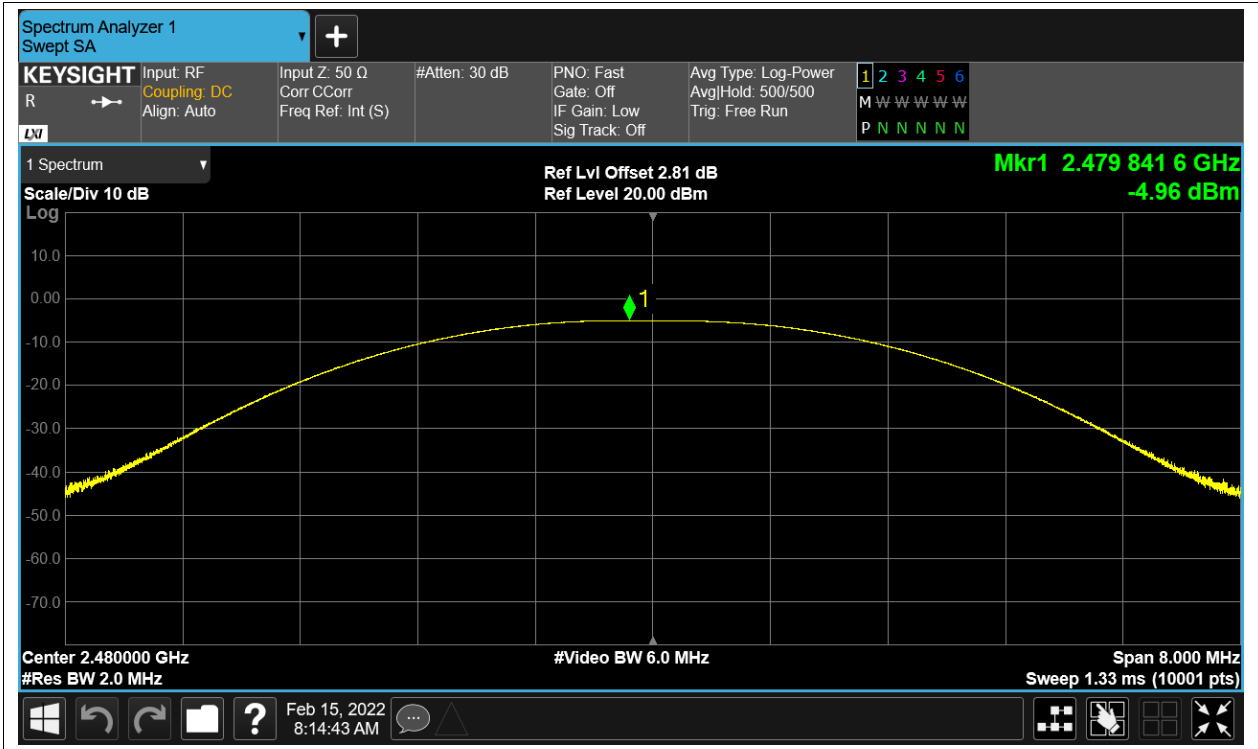 Spectrum Analyzer 1
Swept SA
KEYSIGHT
R
LXI
Input: RF
Coupling: DC
Align: Auto
Input Z: 50 Ω
Corr CCorr
Freq Ref: Int (S)
#Atten: 30 dB
PNO: Fast
Gate: Off
IF Gain: Low
Sig Track: Off
Avg Type: Log-Power
Avg|Hold: 500/500
Trig: Free Run
1 2 3 4 5 6
M W W W W W
P N N N N N
1 Spectrum
Scale/Div 10 dB
Log
Ref Lvl Offset 2.81 dB
Ref Level 20.00 dBm
Mkr1 2.479 841 6 GHz
-4.96 dBm
1
10.0
0.00
-10.0
-20.0
-30.0
-40.0
-50.0
-60.0
-70.0
Center 2.480000 GHz
#Res BW 2.0 MHz
#Video BW 6.0 MHz
Span 8.000 MHz
Sweep 1.33 ms (10001 pts)
?
Feb 15, 2022
8:14:43 AM